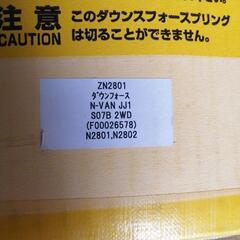 注意
CAUTION
このダウンスフォースプリング
は切ることができません。
ZN2801
ﾀﾞｳﾝﾌｫｰｽ
N-VAN JJ1
S07B 2WD
(F00026578)
N2801,N2802